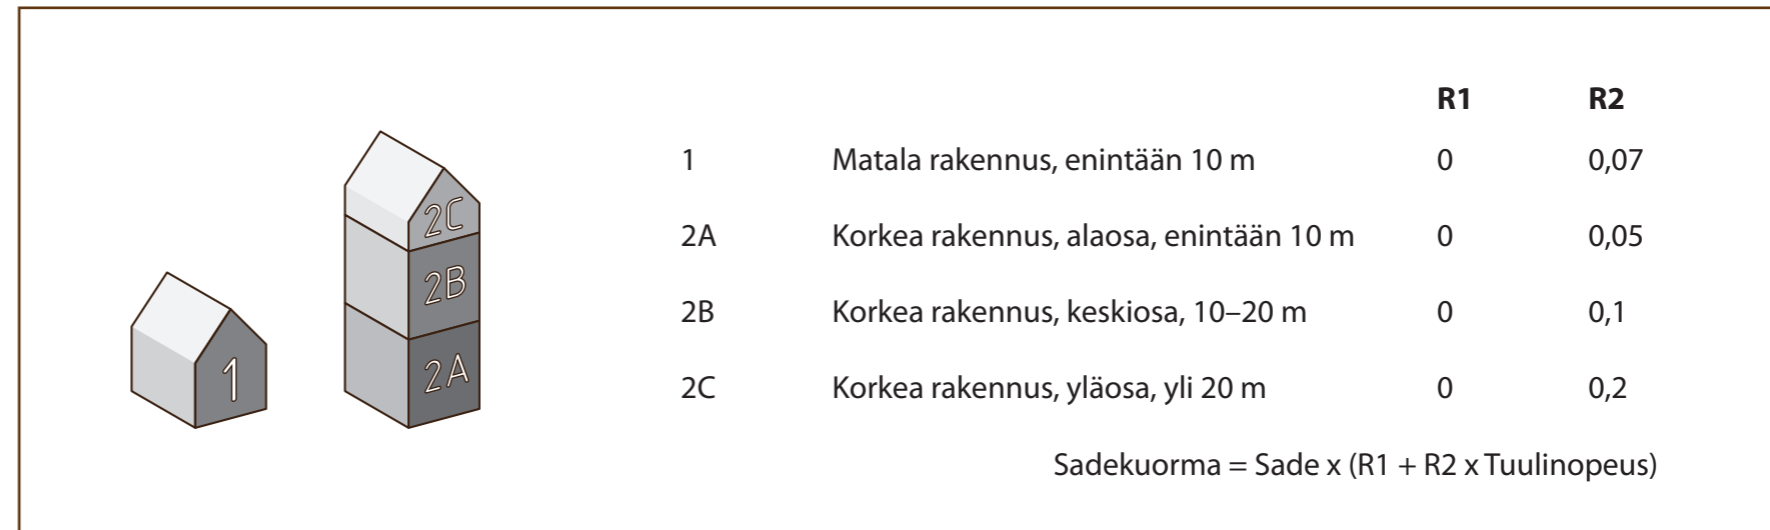 R1 R2
1 Matala rakennus, enintään 10 m 0 0,07
2A Korkea rakennus, alaosa, enintään 10 m 0 0,05
2B Korkea rakennus, keskiosa, 10–20 m 0 0,1
2C Korkea rakennus, yläosa, yli 20 m 0 0,2
Sadekuorma = Sade x (R1 + R2 x Tuulinopeus)
1
2C
2B
2A